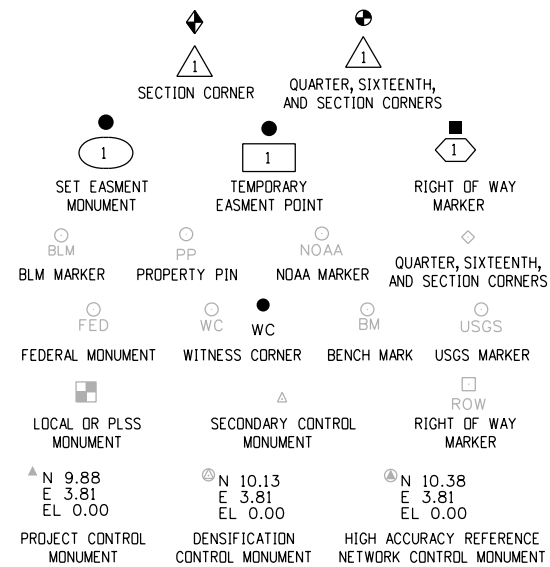 1
SECTION CORNER
1
QUARTER, SIXTEENTH,
AND SECTION CORNERS
1
SET EASMENT
MONUMENT
1
TEMPORARY
EASMENT POINT
1
RIGHT OF WAY
MARKER
BLM
BLM MARKER
PP
PROPERTY PIN
NOAA
NOAA MARKER
QUARTER, SIXTEENTH,
AND SECTION CORNERS
FED
FEDERAL MONUMENT
WC
WC
WITNESS CORNER
BM
BENCH MARK
USGS
USGS MARKER
LOCAL OR PLSS
MONUMENT
SECONDARY CONTROL
MONUMENT
ROW
RIGHT OF WAY
MARKER
N 9.88
E 3.81
EL 0.00
PROJECT CONTROL
MONUMENT
N 10.13
E 3.81
EL 0.00
DENSIFICATION
CONTROL MONUMENT
N 10.38
E 3.81
EL 0.00
HIGH ACCURACY REFERENCE
NETWORK CONTROL MONUMENT